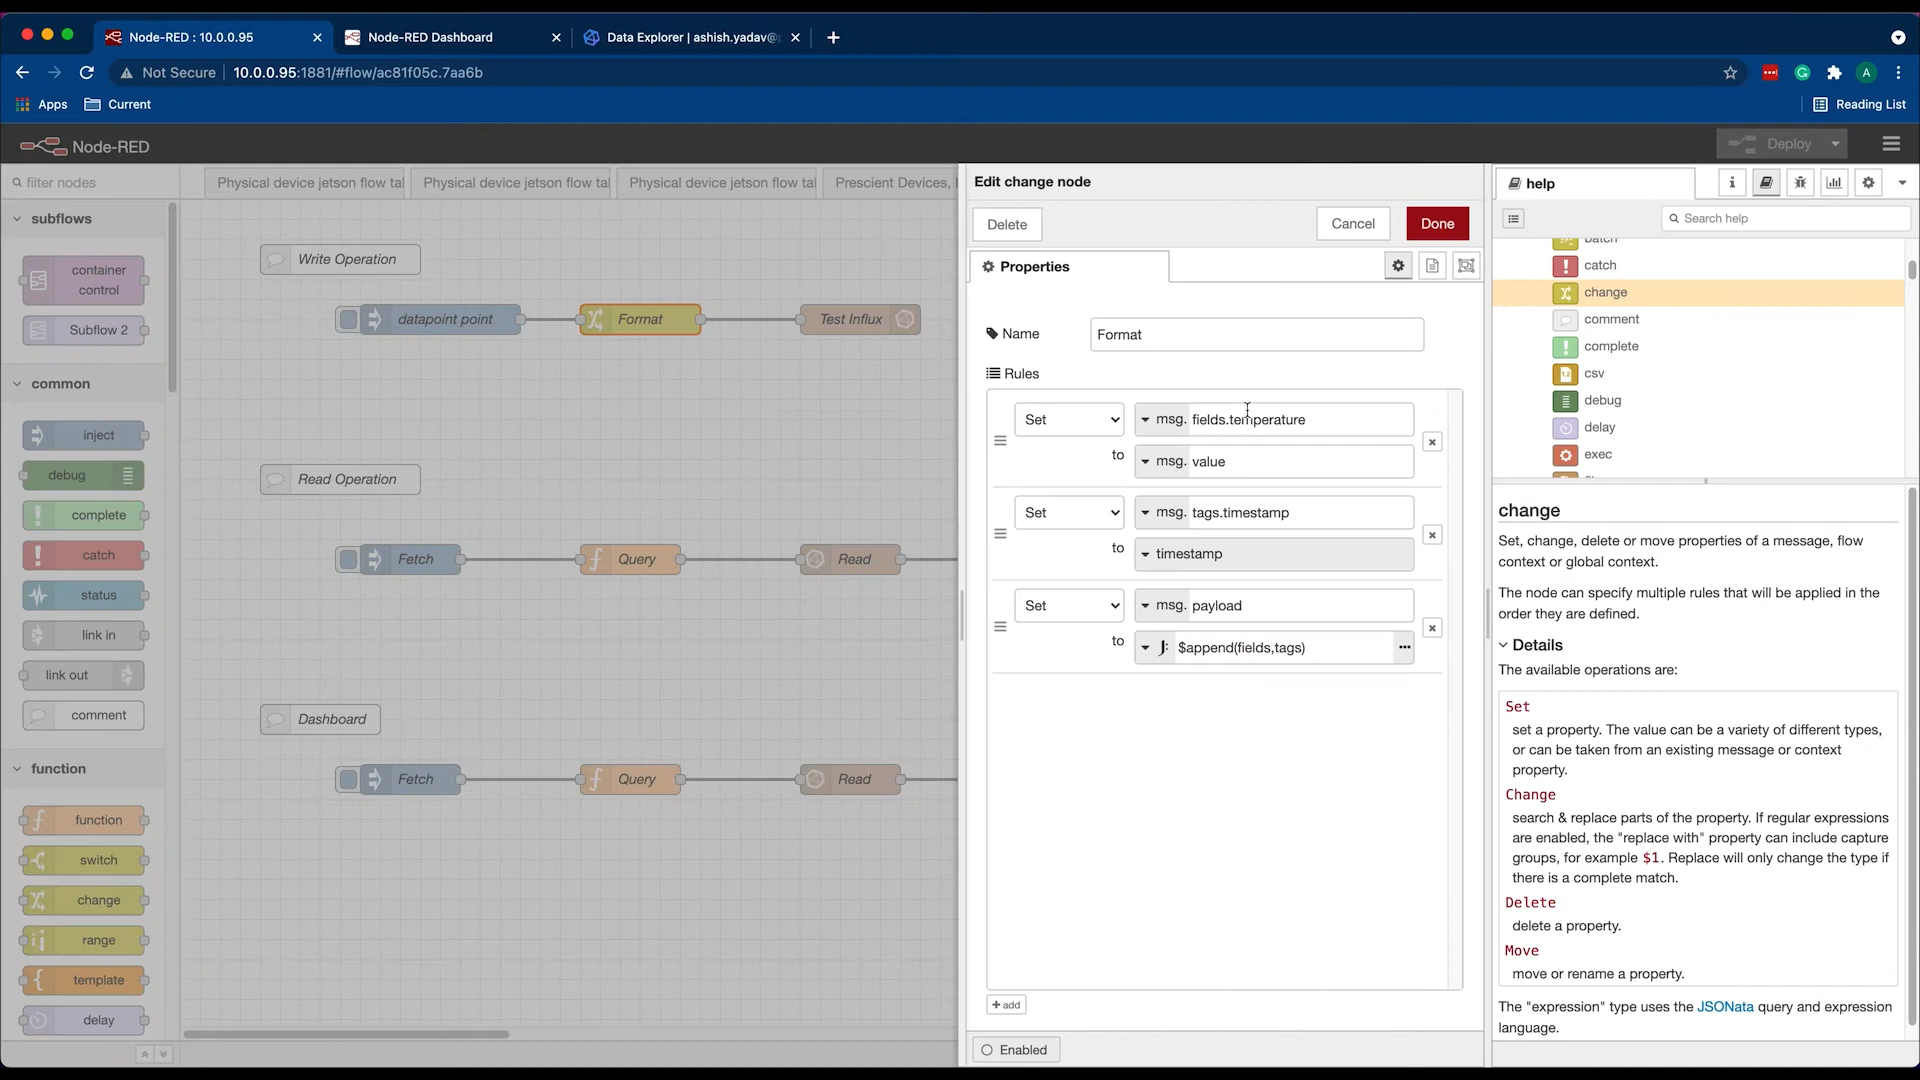 Node-RED : 10.0.0.95
Node-RED Dashboard
Data Explorer | ashish.yadav@
Not Secure
10.0.0.95:1881/#flow/ac81f05c.7aa6b
A
Apps
Current
Reading List
Node-RED
Deploy
filter nodes
Physical device jetson flow tal
Physical device jetson flow tal
Physical device jetson flow tal
Prescient Devices,
subflows
container
control
Subflow 2
common
inject
debug
complete
catch
status
link in
link out
comment
function
function
switch
change
range
template
delay
Write Operation
datapoint point
Format
Test Influx
Read Operation
Fetch
Query
Read
Dashboard
Fetch
Query
Read
Edit change node
Delete
Cancel
Done
Properties
Name
Format
Rules
Set
msg. fields.temperature
to
msg. value
Set
msg. tags.timestamp
to
timestamp
Set
msg. payload
to
J: $append(fields,tags)
add
Enabled
help
Search help
batch
catch
change
comment
complete
csv
debug
delay
exec
change
Set, change, delete or move properties of a message, flow
context or global context.
The node can specify multiple rules that will be applied in the
order they are defined.
Details
The available operations are:
Set
set a property. The value can be a variety of different types,
or can be taken from an existing message or context
property.
Change
search & replace parts of the property. If regular expressions
are enabled, the "replace with" property can include capture
groups, for example $1. Replace will only change the type if
there is a complete match.
Delete
delete a property.
Move
move or rename a property.
The "expression" type uses the JSONata query and expression
language.